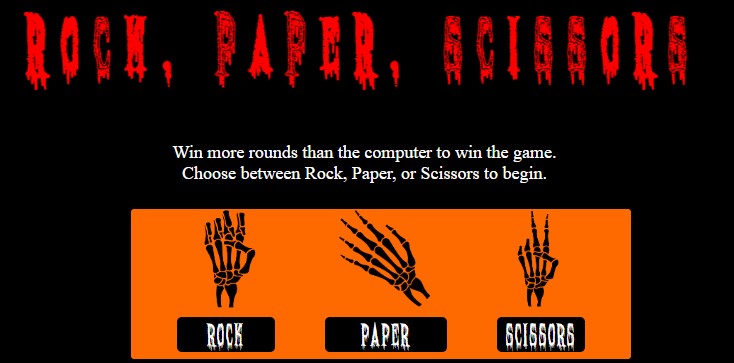 ROCK, PAPER, SCISSORS
Win more rounds than the computer to win the game.
Choose between Rock, Paper, or Scissors to begin.
ROCK PAPER SCISSORS